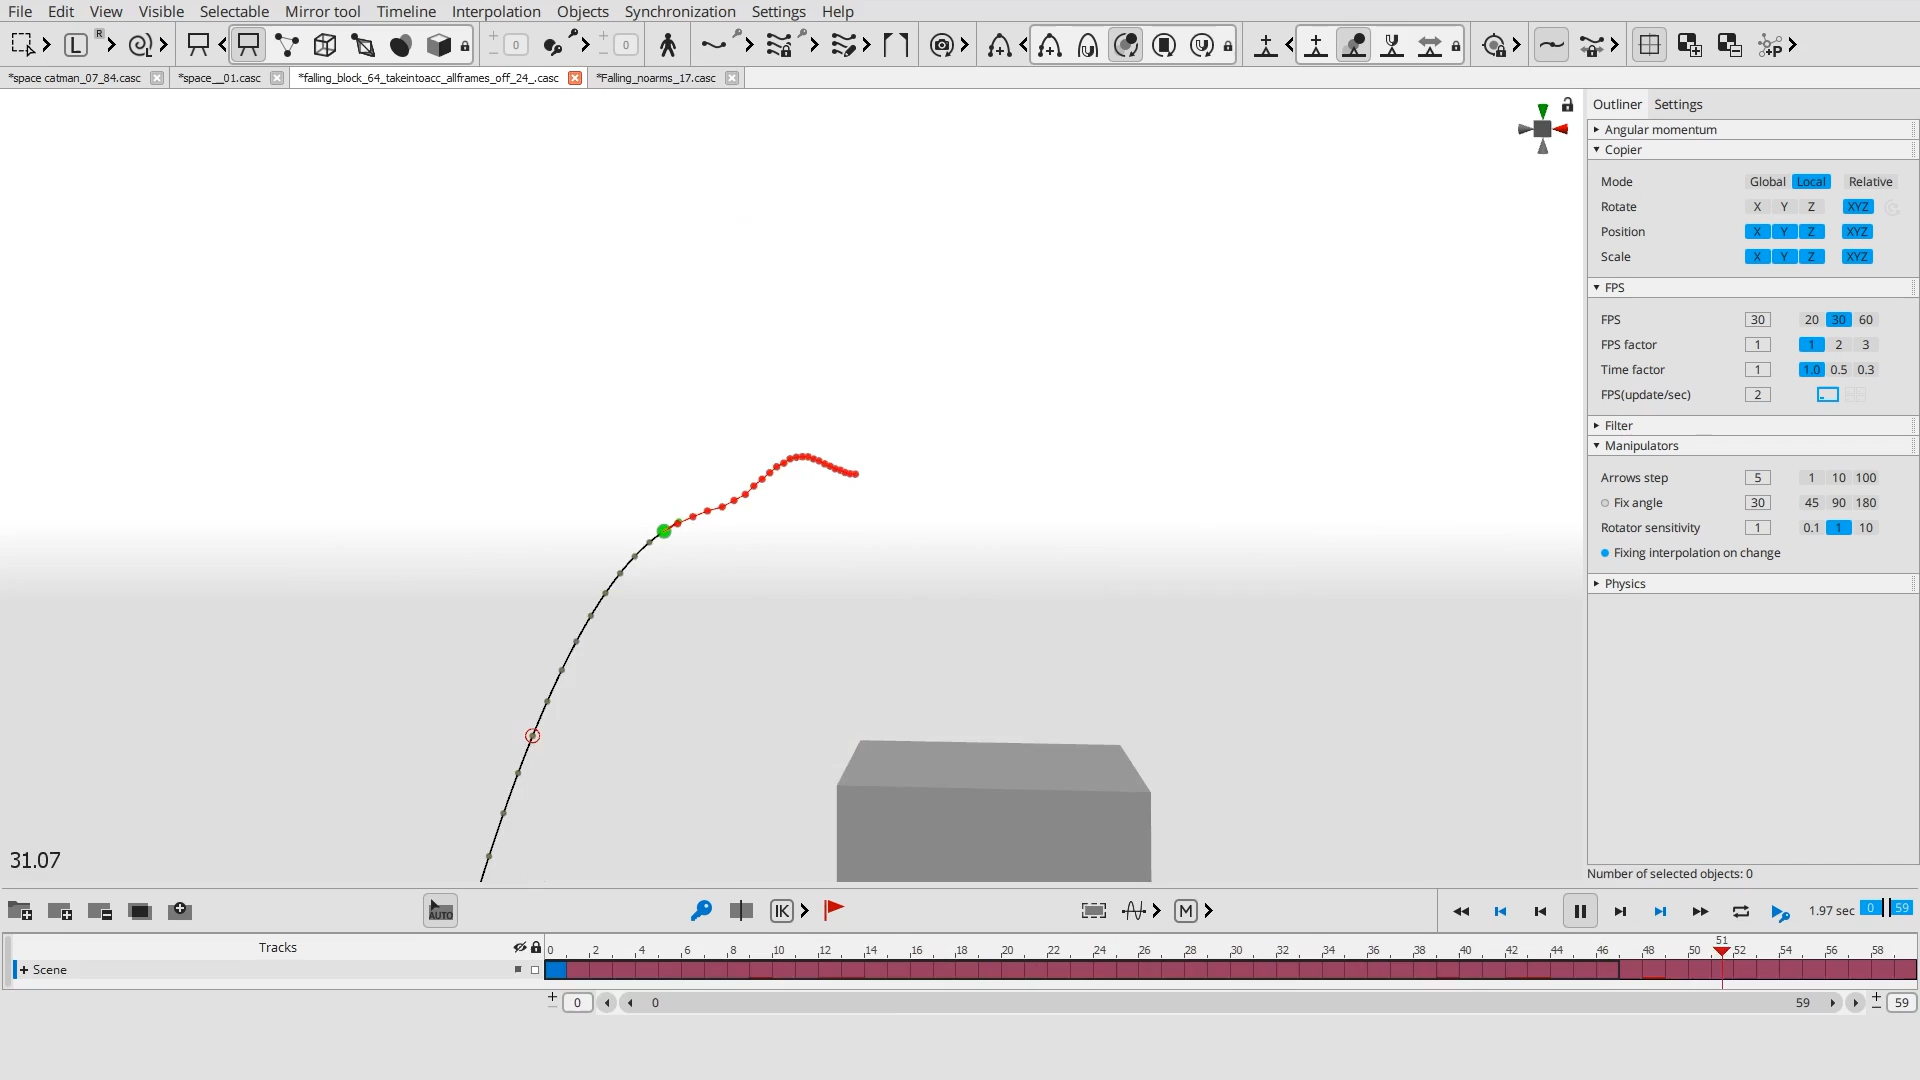 File Edit View Visible Selectable Mirror tool Timeline Interpolation Objects Synchronization Settings Help
L R 0 0
*space catman_07_84.casc *space__01.casc *falling_block_64_takeintoacc_allframes_off_24_.casc *Falling_noarms_17.casc
Outliner Settings
Angular momentum
Copier
Mode Global Local Relative
Rotate X Y Z XYZ
Position X Y Z XYZ
Scale X Y Z XYZ
FPS
FPS 30 20 30 60
FPS factor 1 1 2 3
Time factor 1 1.0 0.5 0.3
FPS(update/sec) 2
Filter
Manipulators
Arrows step 5 1 10 100
Fix angle 30 45 90 180
Rotator sensitivity 1 0.1 1 10
Fixing interpolation on change
Physics
31.07
Number of selected objects: 0
AUTO IK M 1.97 sec 0 59
Tracks 0 2 4 6 8 10 12 14 16 18 20 22 24 26 28 30 32 34 36 38 40 42 44 46 48 50 51 52 54 56 58
+ Scene
0 0 59 59